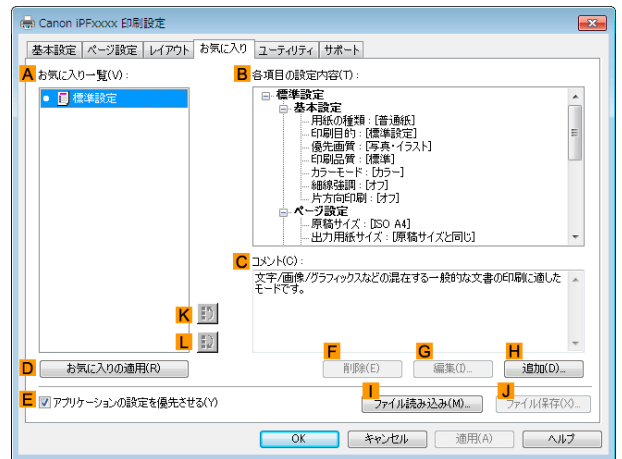 Canon iPFxxxx 印刷設定
基本設定 ページ設定 レイアウト お気に入り ユーティリティ サポート
A お気に入り一覧(V) :
標準設定
B 各項目の設定内容(T) :
標準設定
基本設定
用紙の種類 : [普通紙]
印刷目的 : [標準設定]
優先画質 : [写真・イラスト]
印刷品質 : [標準]
カラーモード : [カラー]
細線強調 : [オフ]
片方向印刷 : [オフ]
ページ設定
原稿サイズ : [ISO A4]
出力用紙サイズ : [原稿サイズと同じ]
C コメント(C) :
文字/画像/グラフィックスなどの混在する一般的な文書の印刷に適した
モードです。
K
L
D お気に入りの適用(R)
F 削除(E)
G 編集(I)...
H 追加(D)...
E アプリケーションの設定を優先させる(Y)
I ファイル読み込み(M)...
J ファイル保存(X)...
OK キャンセル 適用(A) ヘルプ